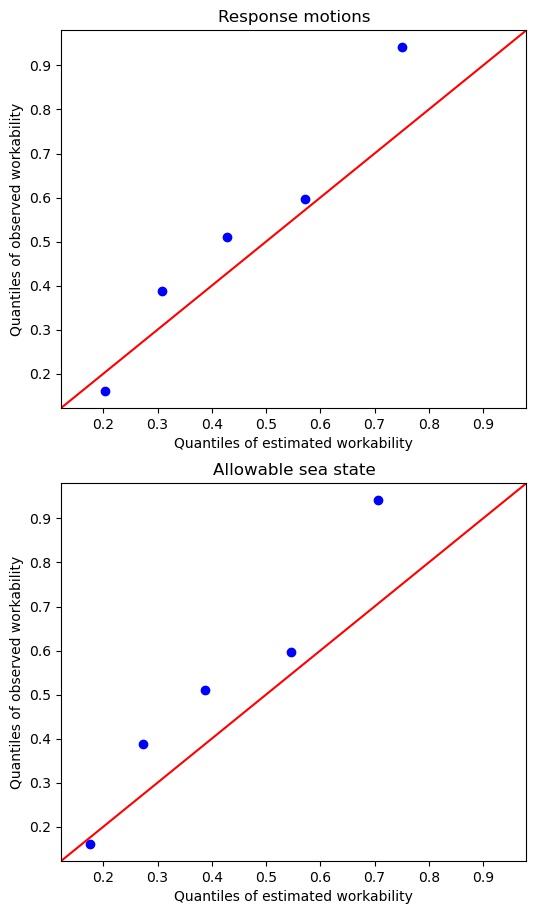 Response motions
0.9
0.8
0.7
0.6
0.5
0.4
0.3
0.2
Quantiles of observed workability
0.2 0.3 0.4 0.5 0.6 0.7 0.8 0.9
Quantiles of estimated workability
Allowable sea state
0.9
0.8
0.7
0.6
0.5
0.4
0.3
0.2
Quantiles of observed workability
0.2 0.3 0.4 0.5 0.6 0.7 0.8 0.9
Quantiles of estimated workability